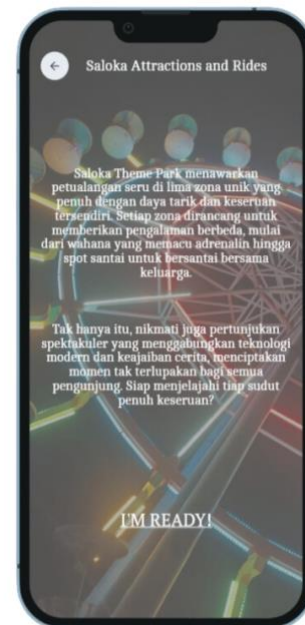 Saloka Attractions and Rides
Saloka Theme Park menawarkan
petualangan seru di lima zona unik yang
penuh dengan daya tarik dan keseruan
tersendiri. Setiap zona dirancang untuk
memberikan pengalaman berbeda, mulai
dari wahana yang memacu adrenalin hingga
spot santai untuk bersantai bersama
keluarga.
Tak hanya itu, nikmati juga pertunjukan
spektakuler yang menggabungkan teknologi
modern dan keajaiban cerita, menciptakan
momen tak terlupakan bagi semua
pengunjung. Siap menjelajahi tiap sudut
penuh keseruan?
I'M READY!